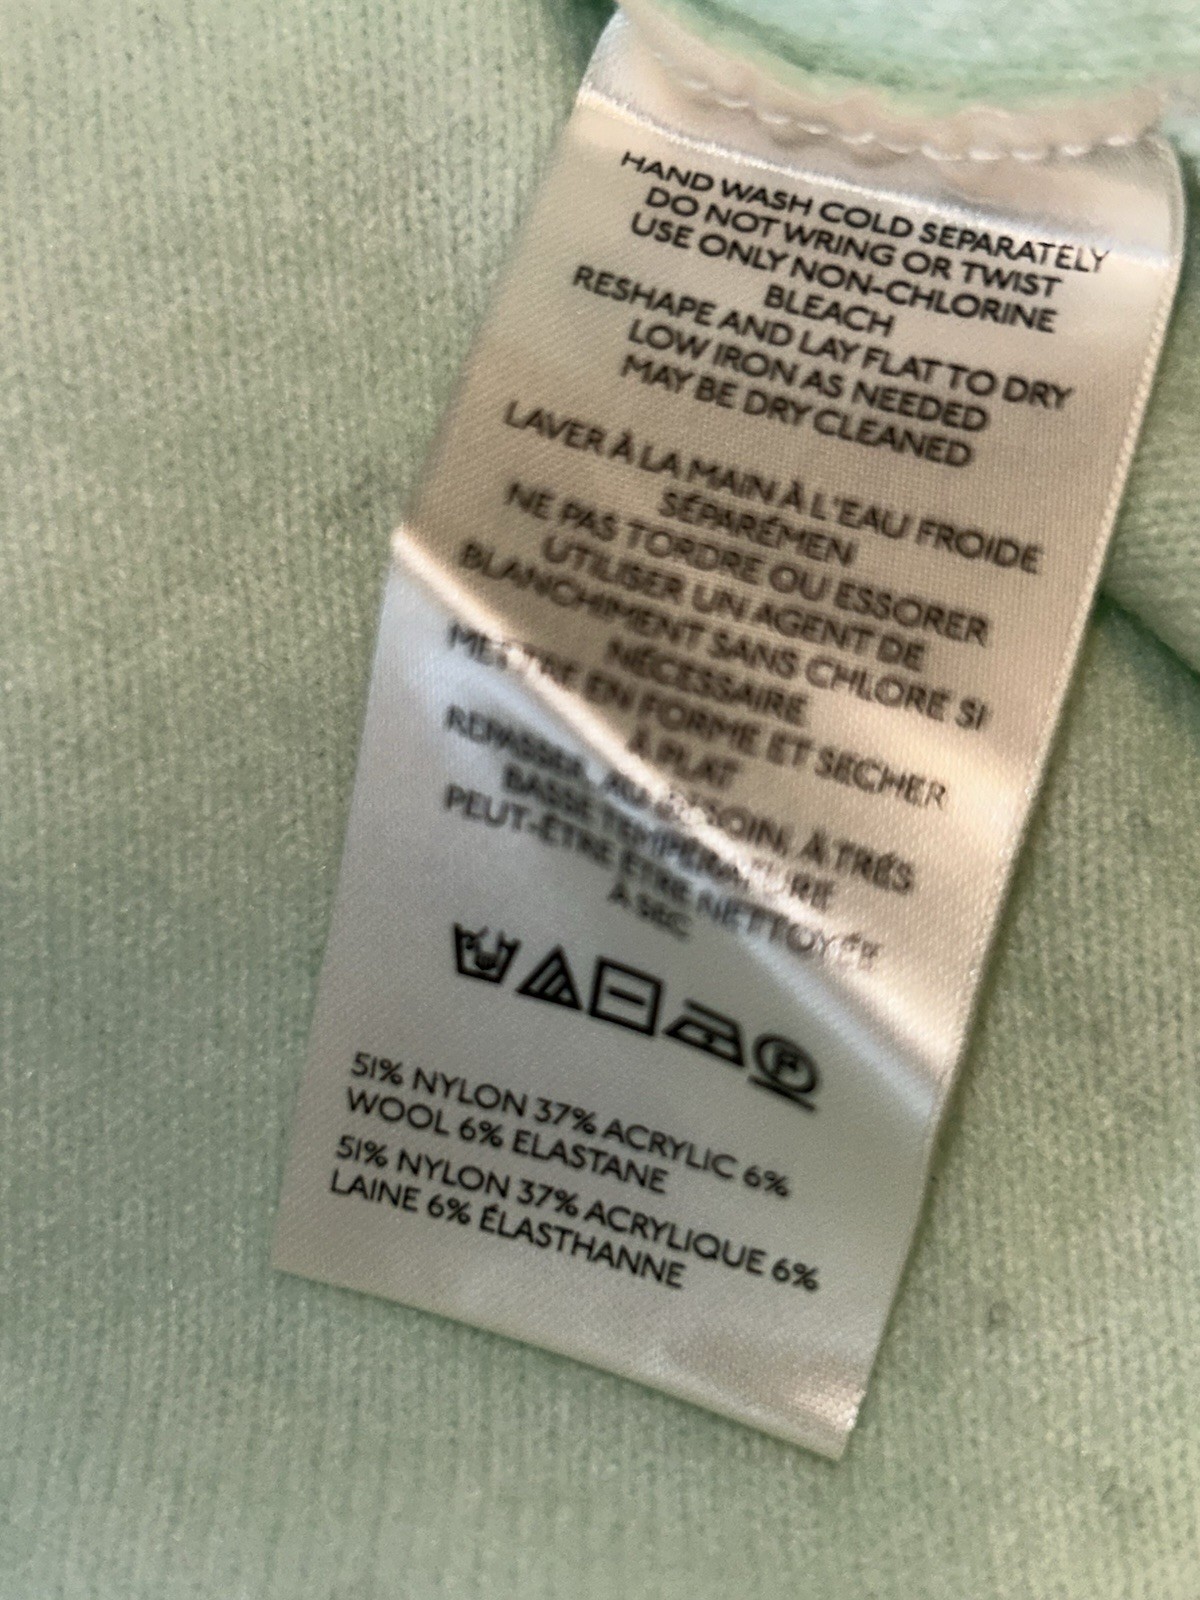 HAND WASH COLD SEPARATELY
DO NOT WRING OR TWIST
USE ONLY NON-CHLORINE
BLEACH
RESHAPE AND LAY FLAT TO DRY
LOW IRON AS NEEDED
MAY BE DRY CLEANED
LAVER À LA MAIN À L'EAU FROIDE
SÉPARÉMEN
NE PAS TORDRE OU ESSORER
UTILISER UN AGENT DE
BLANCHIMENT SANS CHLORE SI
NÉCESSAIRE
METTRE EN FORME ET SECHER
À PLAT
REPASSER, AU BESOIN, À TRÉS
BASSE TEMPÉRATURE
PEUT-ÊTRE ÊTRE
À SEC
P
51% NYLON 37% ACRYLIC 6%
WOOL 6% ELASTANE
51% NYLON 37% ACRYLIQUE 6%
LAINE 6% ÉLASTHANNE